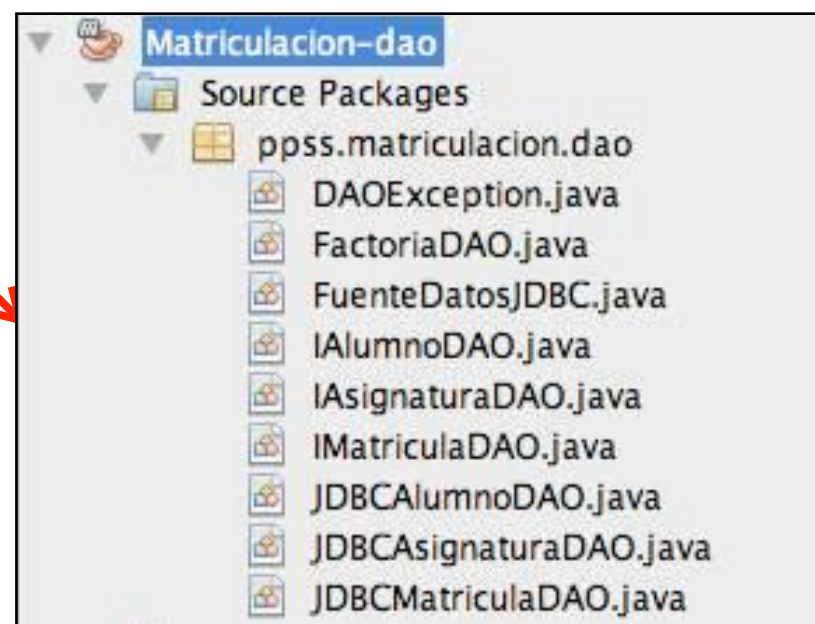 Matriculacion-dao
Source Packages
ppss.matriculacion.dao
DAOException.java
FactoriaDAO.java
FuenteDatosJDBC.java
IAlumnoDAO.java
IAsignaturaDAO.java
IMatriculaDAO.java
JDBCAlumnoDAO.java
JDBCAsignaturaDAO.java
JDBCMatriculaDAO.java